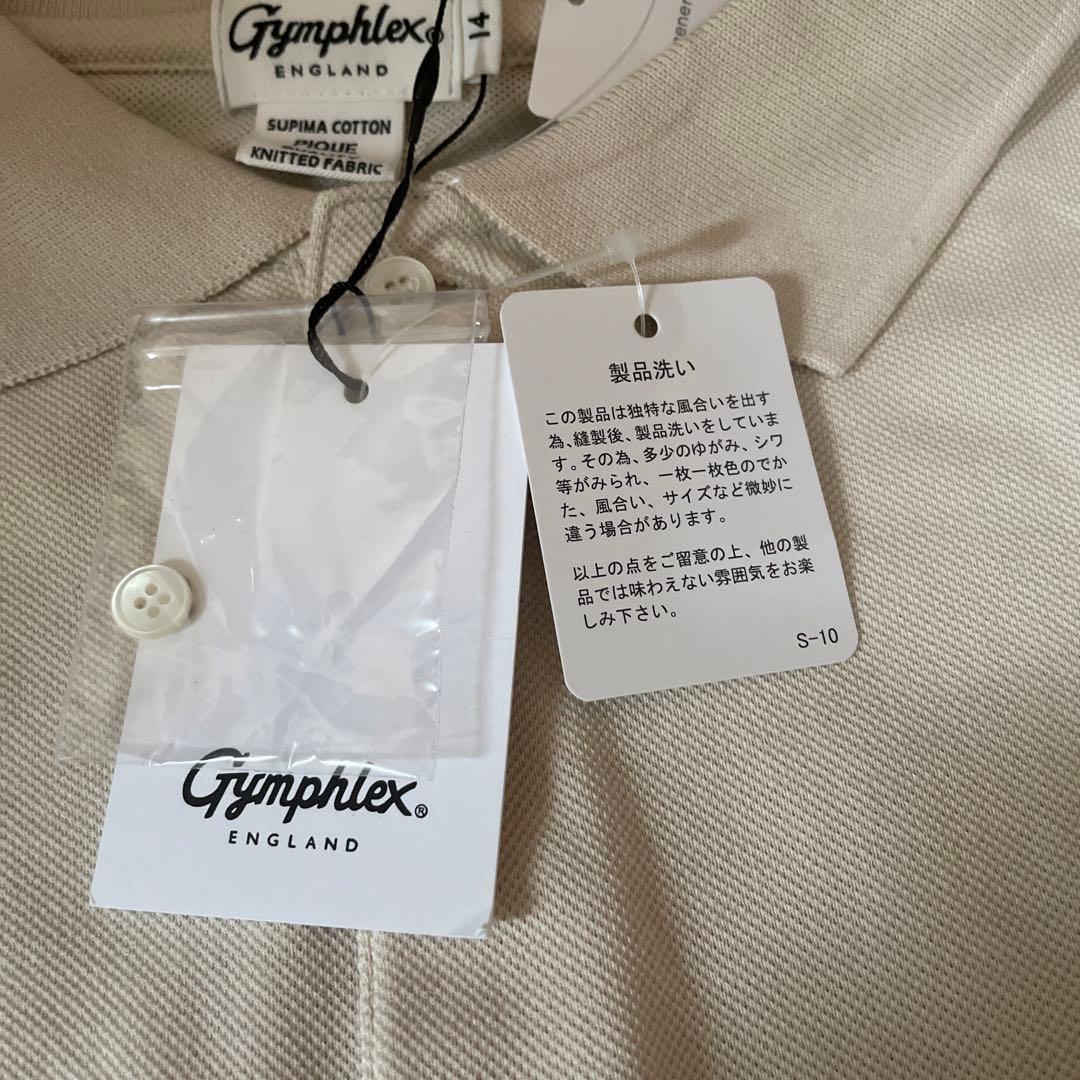 Gymphlex®
ENGLAND
14
SUPIMA COTTON
PIQUE
KNITTED FABRIC
製品洗い
この製品は独特な風合いを出す
為、縫製後、製品洗いをしていま
す。その為、多少のゆがみ、シワ
等がみられ、一枚一枚色のでか
た、風合い、サイズなど微妙に
違う場合があります。
以上の点をご留意の上、他の製
品では味わえない雰囲気をお楽
しみ下さい。
S-10
Gymphlex®
ENGLAND